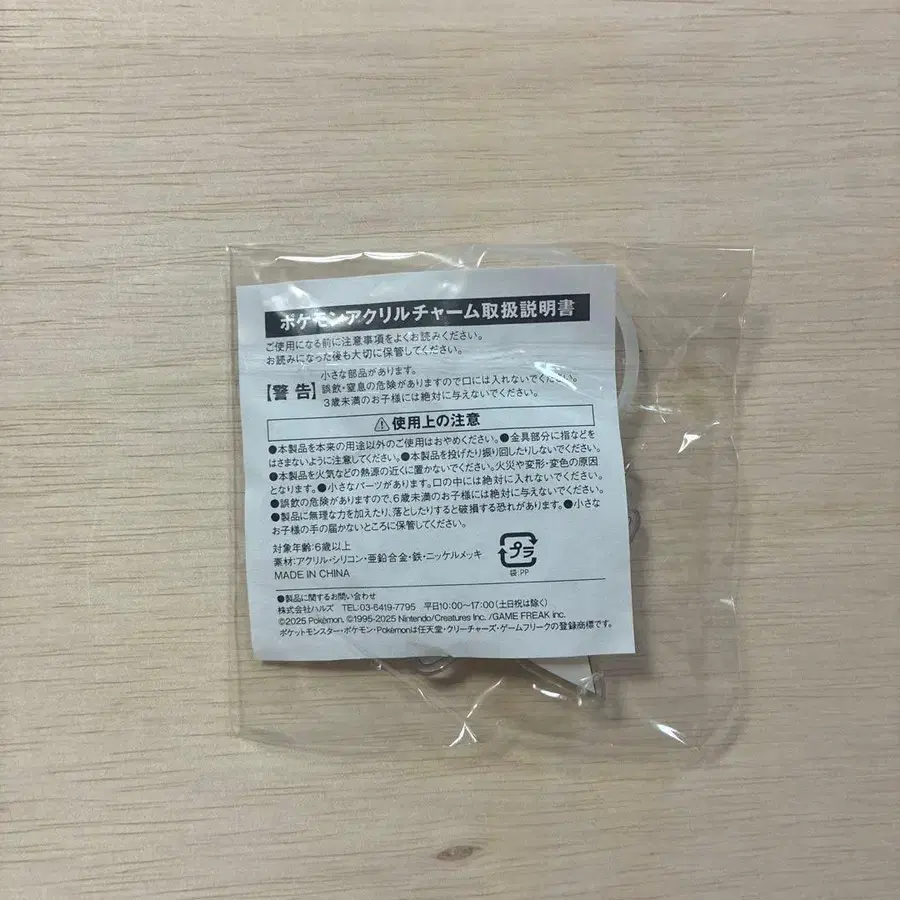 ポケモンアクリルチャーム取扱説明書
ご使用になる前に注意事項をよくお読みください。
お読みになった後も大切に保管してください。
【警告】
小さな部品があります。
誤飲・窒息の危険がありますので口には入れないでください。
3歳未満のお子様には絶対に与えないでください。
⚠使用上の注意
●本製品を本来の用途以外のご使用はおやめください。●金具部分に指などを
はさまないように注意してください。●本製品を投げたり振り回したりしないでください。
●本製品を火気などの熱源の近くに置かないでください。火災や変形・変色の原因
となります。●小さなパーツがあります。口の中には絶対に入れないでください。
●誤飲の危険がありますので、6歳未満のお子様には絶対に与えないでください。
●製品に無理な力を加えたり、落としたりすると破損する恐れがあります。●小さな
お子様の手の届かないところに保管してください。
対象年齢:6歳以上
素材:アクリル・シリコン・亜鉛合金・鉄・ニッケルメッキ
MADE IN CHINA
プラ
袋:PP
●製品に関するお問い合わせ
株式会社ハルズ TEL:03-6419-7795 平日10:00〜17:00(土日祝は除く)
©2025 Pokémon. ©1995-2025 Nintendo/Creatures Inc. /GAME FREAK inc.
ポケットモンスター・ポケモン・Pokémonは任天堂・クリーチャーズ・ゲームフリークの登録商標です。